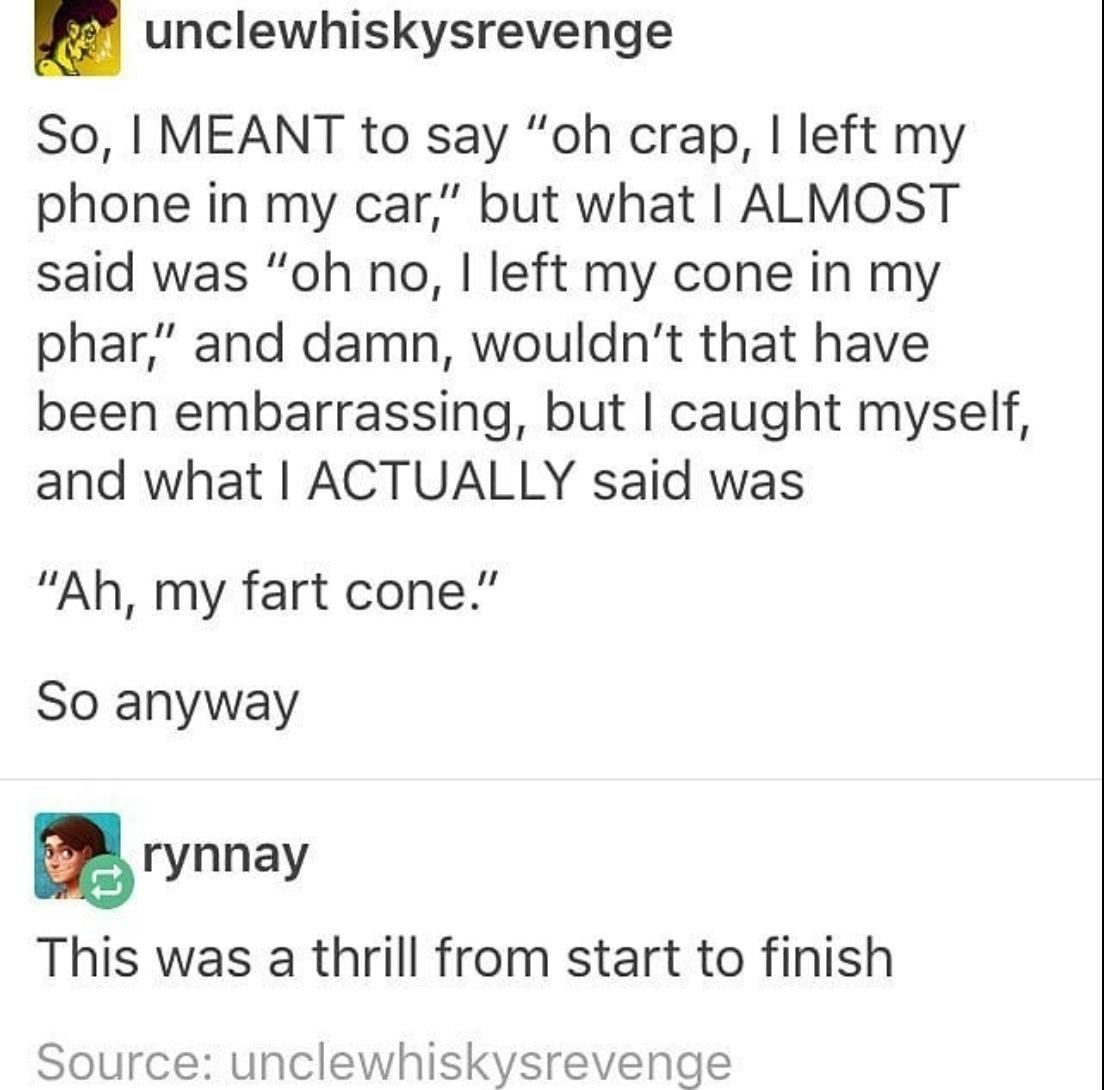 unclewhiskysrevenge
So, I MEANT to say “oh crap, I left my
phone in my car,” but what I ALMOST
said was “oh no, I left my cone in my
phar,” and damn, wouldn’t that have
been embarrassing, but I caught myself,
and what I ACTUALLY said was
“Ah, my fart cone.”
So anyway
rynnay
This was a thrill from start to finish
Source: unclewhiskysrevenge